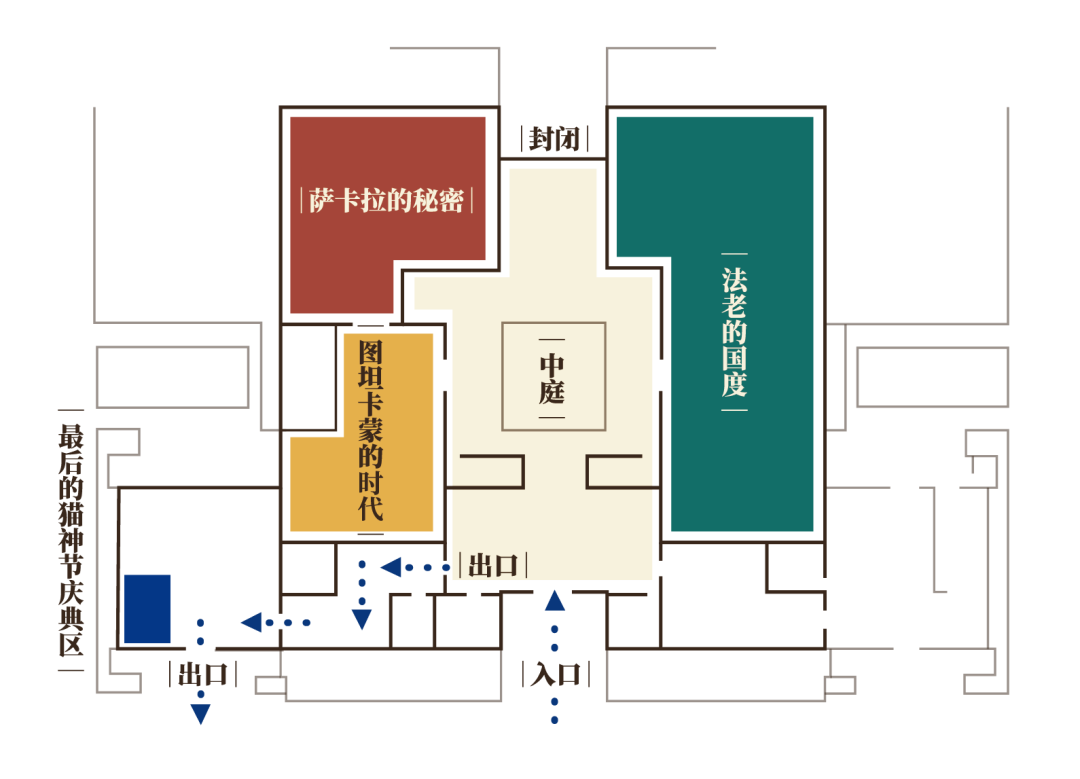 封闭
萨卡拉的秘密
法老的国度
中庭
图坦卡蒙的时代
最后的猫神节庆典区
出口
出口
入口